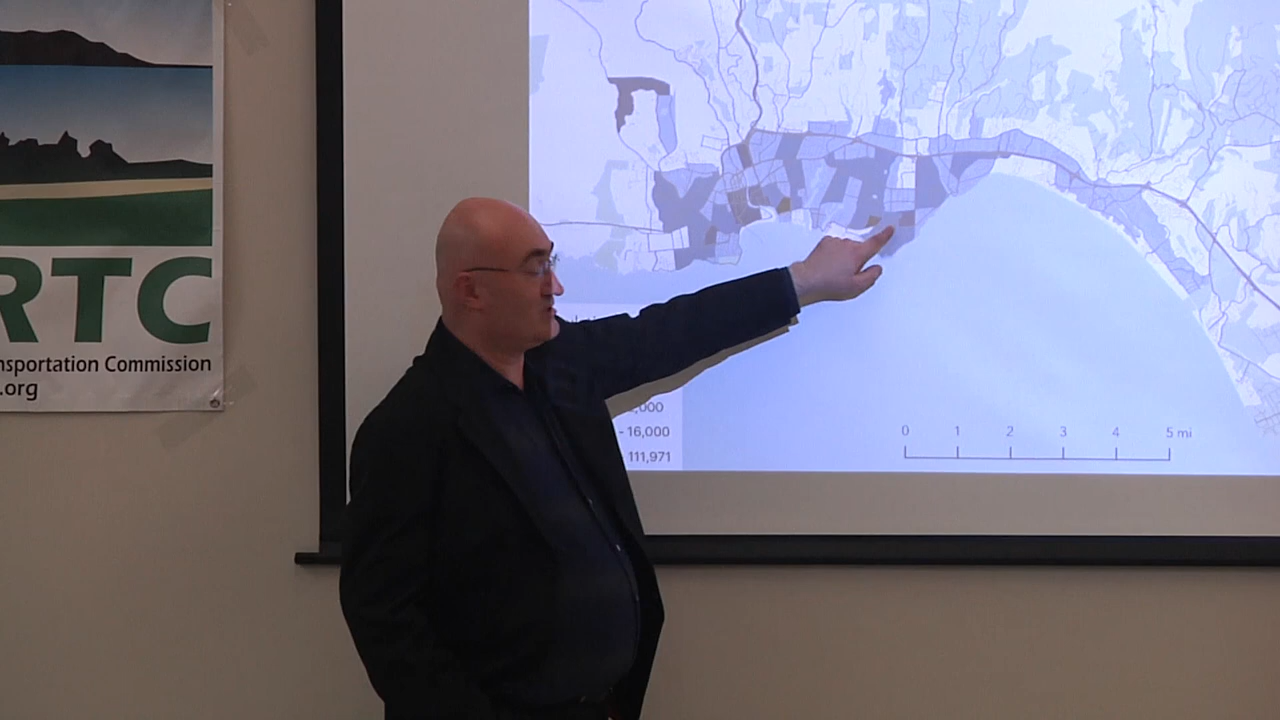 RTC
nsportation Commission
.org
,000
- 16,000
111,971
0 1 2 3 4 5 mi